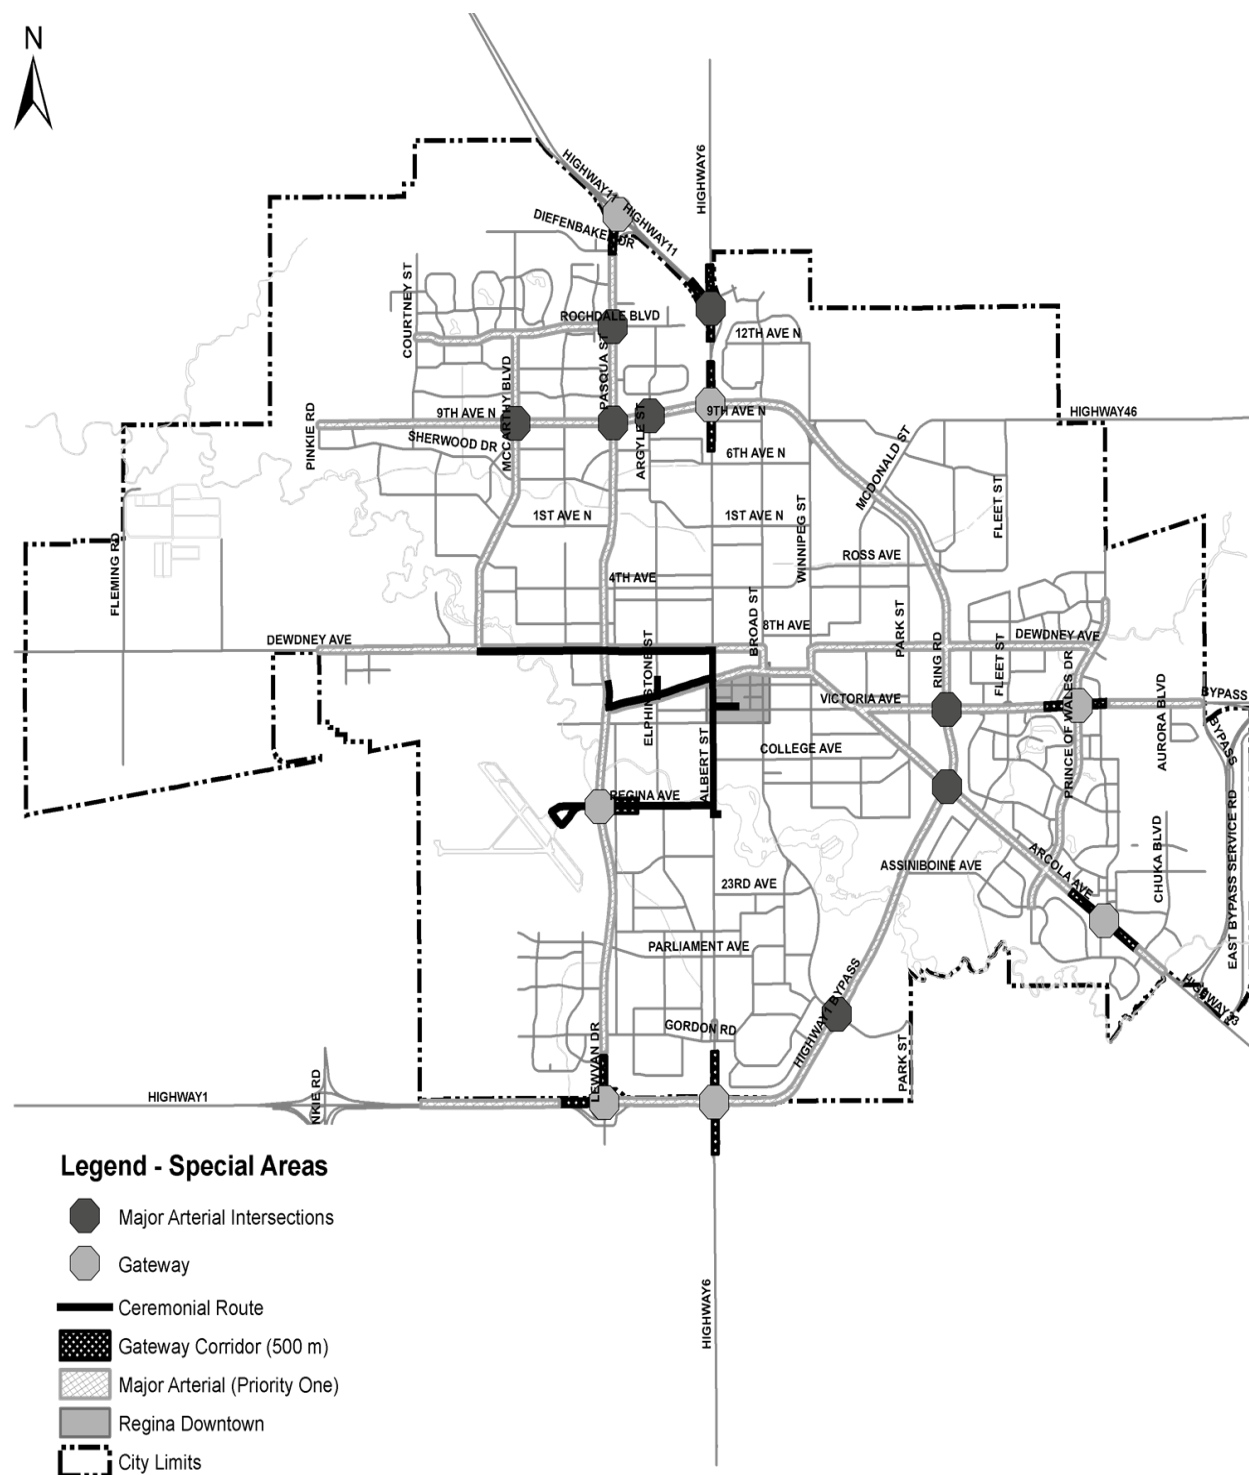 N
HIGHWAY11
HIGHWAY6
HIGHWAY11
DIEFENBAKER DR
COURTNEY ST
ROCHDALE BLVD
12TH AVE N
PASQUA ST
MCCARTHY BLVD
PINKIE RD
9TH AVE N
9TH AVE N
HIGHWAY46
SHERWOOD DR
ARGYLE ST
6TH AVE N
MCDONALD ST
FLEET ST
1ST AVE N
1ST AVE N
WINNIPEG ST
ROSS AVE
FLEMING RD
4TH AVE
BROAD ST
8TH AVE
PARK ST
DEWDNEY AVE
DEWDNEY AVE
RING RD
FLEET ST
ELPHINSTONE ST
VICTORIA AVE
PRINCE OF WALES DR
AURORA BLVD
BYPASS
BYPASS
ALBERT ST
COLLEGE AVE
REGINA AVE
EAST BYPASS SERVICE RD
CHUKA BLVD
ARCOLA AVE
ASSINIBOINE AVE
23RD AVE
PARLIAMENT AVE
HIGHWAY1 BYPASS
HIGHWAY33
GORDON RD
LEWVAN DR
PARK ST
HIGHWAY1
NKIE RD
HIGHWAY6
Legend - Special Areas
Major Arterial Intersections
Gateway
Ceremonial Route
Gateway Corridor (500 m)
Major Arterial (Priority One)
Regina Downtown
City Limits